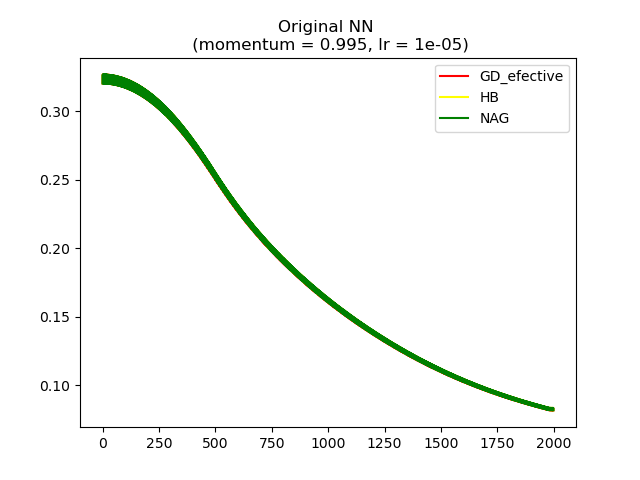 Original NN
(momentum = 0.995, lr = 1e-05)
GD_efective
HB
NAG
0.30
0.25
0.20
0.15
0.10
0 250 500 750 1000 1250 1500 1750 2000